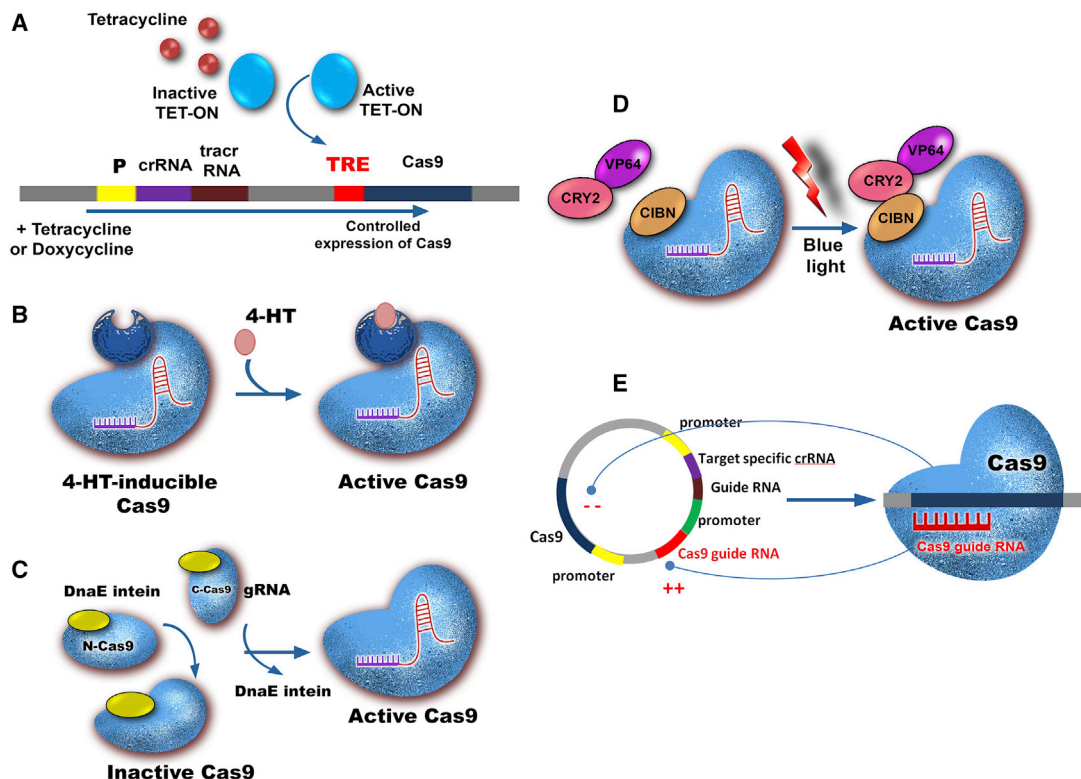 A
Tetracycline
Inactive
TET-ON
Active
TET-ON
P
crRNA
tracr
RNA
TRE
Cas9
+ Tetracycline
or Doxycycline
Controlled
expression of Cas9
B
4-HT
4-HT-inducible
Cas9
Active Cas9
C
DnaE intein
C-Cas9
gRNA
N-Cas9
DnaE intein
Inactive Cas9
Active Cas9
D
VP64
CRY2
CIBN
Blue
light
VP64
CRY2
CIBN
Active Cas9
E
promoter
Target specific crRNA
Guide RNA
promoter
Cas9 guide RNA
- -
++
Cas9
promoter
Cas9
Cas9 guide RNA